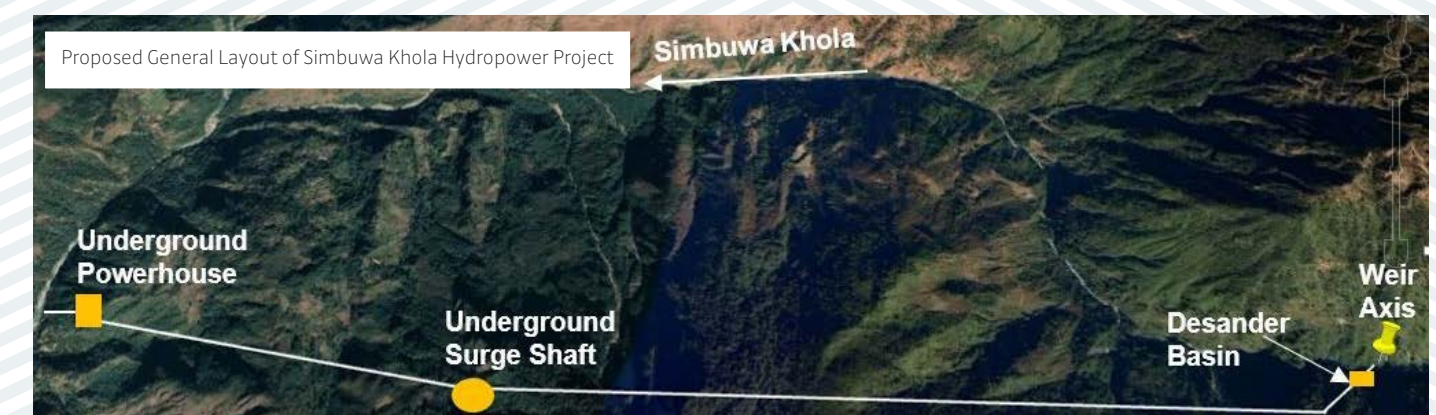 Proposed General Layout of Simbuwa Khola Hydropower Project
Simbuwa Khola
Underground
Powerhouse
Underground
Surge Shaft
Desander
Basin
Weir
Axis